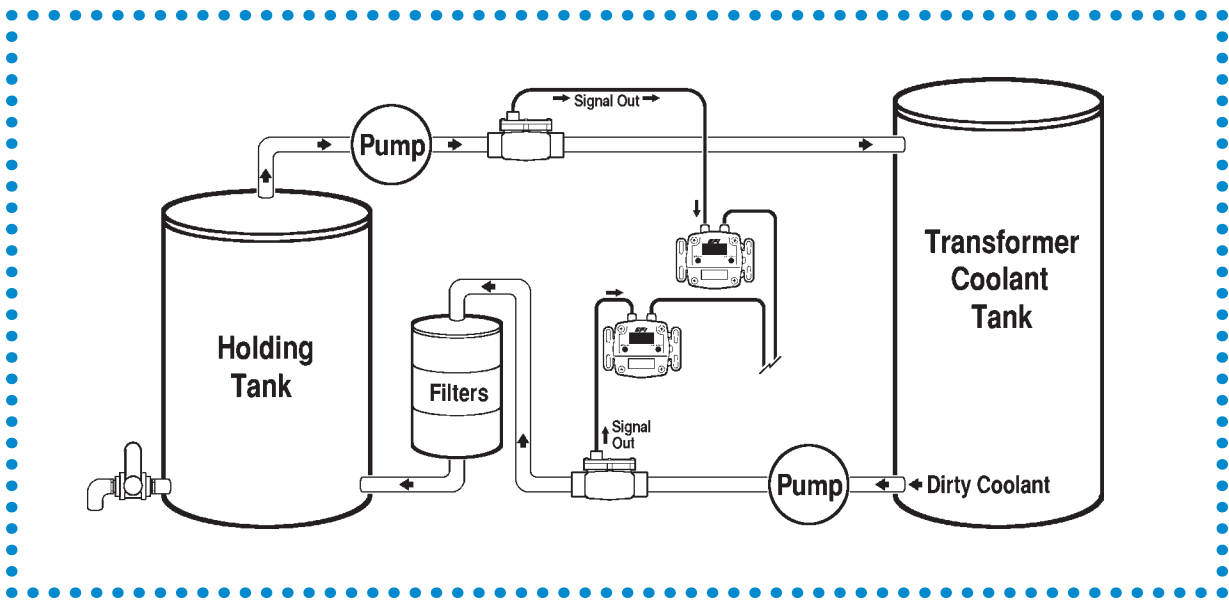 Signal Out
Pump
Transformer
Coolant
Tank
Holding
Tank
Filters
Signal
Out
Pump
Dirty Coolant